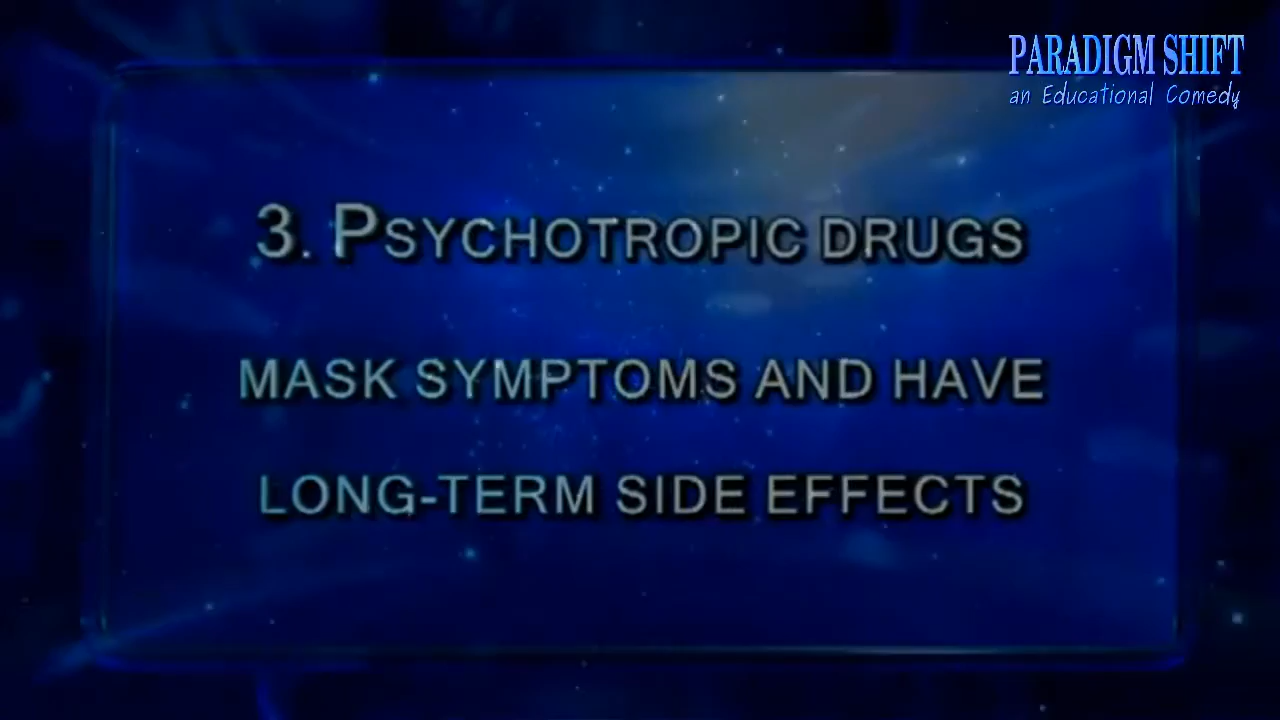 PARADIGM SHIFT
an Educational Comedy
3. PSYCHOTROPIC DRUGS
MASK SYMPTOMS AND HAVE
LONG-TERM SIDE EFFECTS